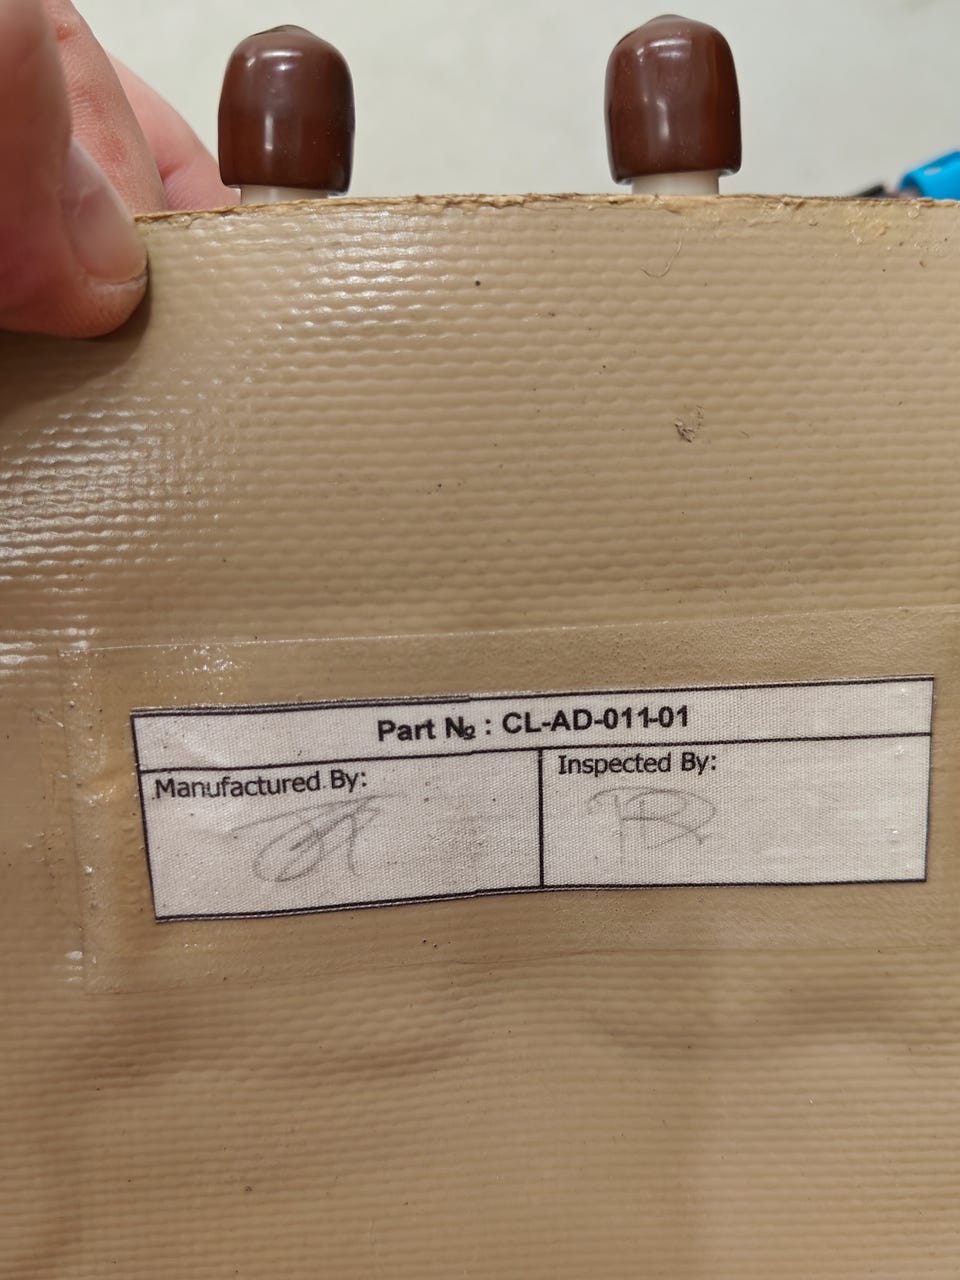 Part № : CL-AD-011-01
Manufactured By:
Inspected By: